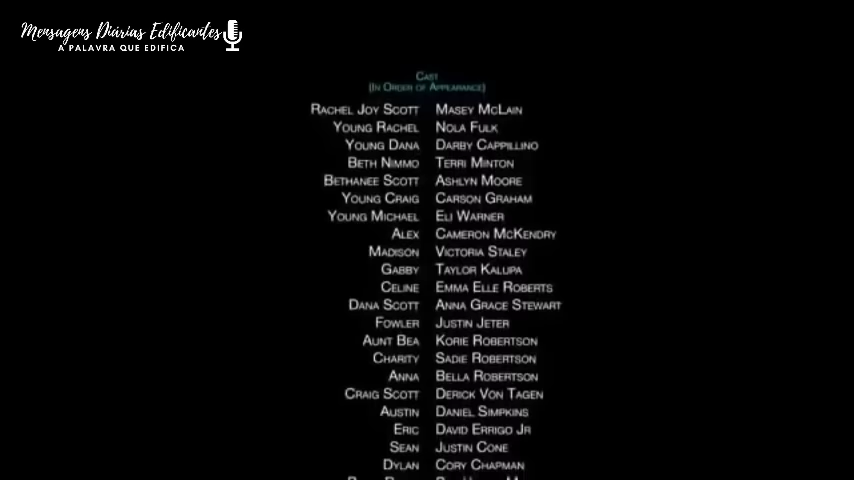 Mensagens Diárias Edificantes
A PALAVRA QUE EDIFICA
CAST
(IN ORDER OF APPEARANCE)
RACHEL JOY SCOTT MASEY MCLAIN
YOUNG RACHEL NOLA FULK
YOUNG DANA DARBY CAPPILLINO
BETH NIMMO TERRI MINTON
BETHANEE SCOTT ASHLYN MOORE
YOUNG CRAIG CARSON GRAHAM
YOUNG MICHAEL ELI WARNER
ALEX CAMERON MCKENDRY
MADISON VICTORIA STALEY
GABBY TAYLOR KALUPA
CELINE EMMA ELLE ROBERTS
DANA SCOTT ANNA GRACE STEWART
FOWLER JUSTIN JETER
AUNT BEA KORIE ROBERTSON
CHARITY SADIE ROBERTSON
ANNA BELLA ROBERTSON
CRAIG SCOTT DERICK VON TAGEN
AUSTIN DANIEL SIMPKINS
ERIC DAVID ERRIGO JR
SEAN JUSTIN CONE
DYLAN CORY CHAPMAN